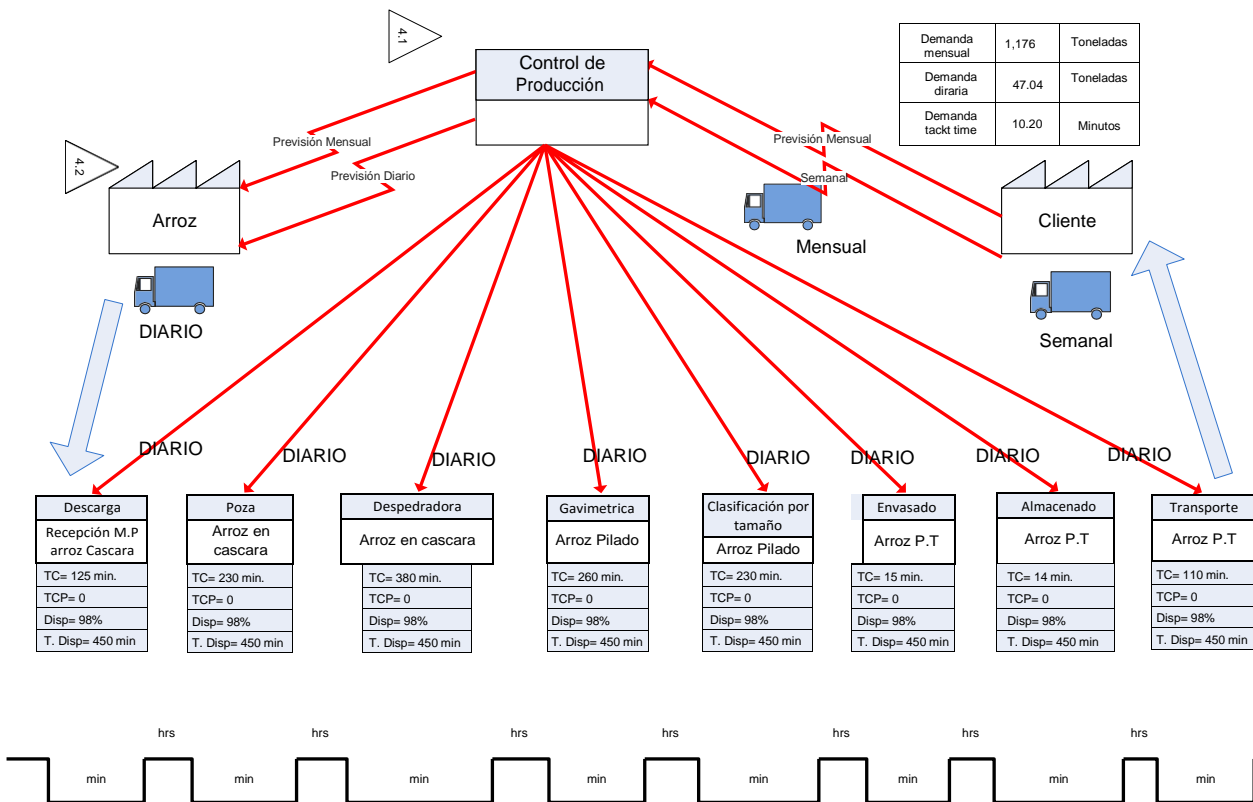 4.1
Control de
Producción
Demanda
mensual
1,176
Toneladas
Demanda
diraria
47.04
Toneladas
Demanda
tackt time
10.20
Minutos
4.2
Previsión Mensual
Previsión Diario
Previsión Mensual
Semanal
Arroz
Mensual
Cliente
DIARIO
Semanal
DIARIO
DIARIO
DIARIO
DIARIO
DIARIO
DIARIO
DIARIO
DIARIO
Descarga
Recepción M.P
arroz Cascara
TC= 125 min.
TCP= 0
Disp= 98%
T. Disp= 450 min
Poza
Arroz en
cascara
TC= 230 min.
TCP= 0
Disp= 98%
T. Disp= 450 min
Despedradora
Arroz en cascara
TC= 380 min.
TCP= 0
Disp= 98%
T. Disp= 450 min
Gavimetrica
Arroz Pilado
TC= 260 min.
TCP= 0
Disp= 98%
T. Disp= 450 min
Clasificación por
tamaño
Arroz Pilado
TC= 230 min.
TCP= 0
Disp= 98%
T. Disp= 450 min
Envasado
Arroz P.T
TC= 15 min.
TCP= 0
Disp= 98%
T. Disp= 450 min
Almacenado
Arroz P.T
TC= 14 min.
TCP= 0
Disp= 98%
T. Disp= 450 min
Transporte
Arroz P.T
TC= 110 min.
TCP= 0
Disp= 98%
T. Disp= 450 min
hrs
hrs
hrs
hrs
hrs
hrs
hrs
min
min
min
min
min
min
min
min